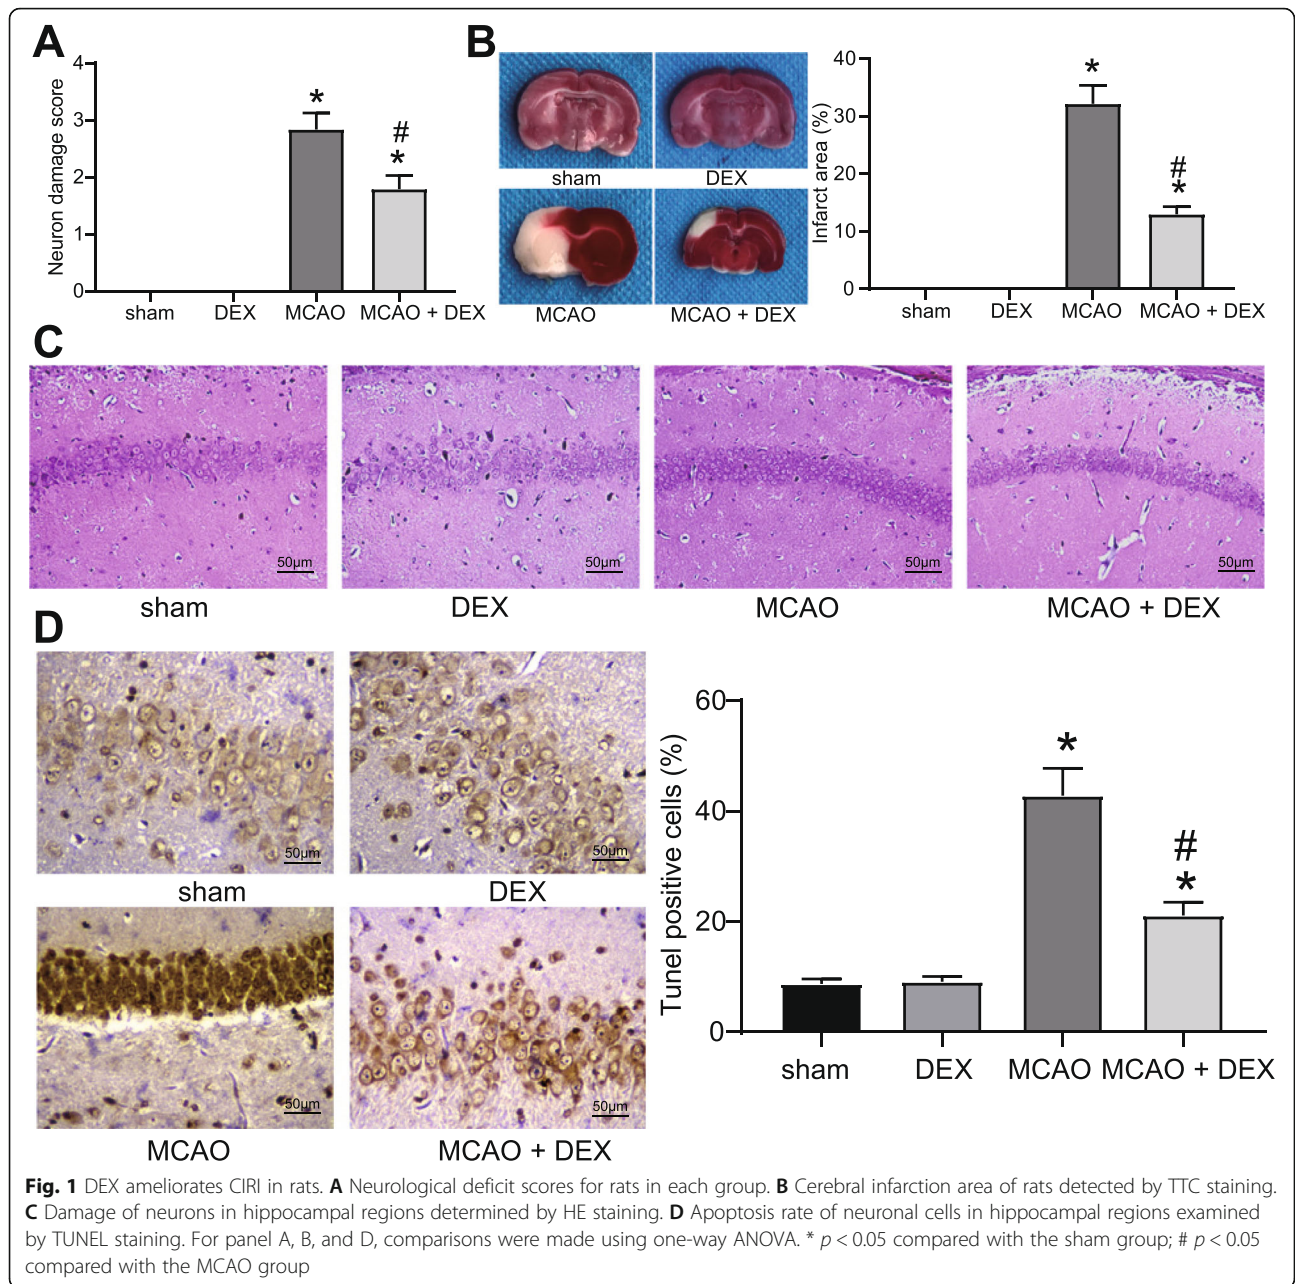 A
Neuron damage score
4
3
2
1
0
*
#
*
sham
DEX
MCAO
MCAO + DEX
B
sham
DEX
MCAO
MCAO + DEX
Infarct area (%)
40
30
20
10
0
*
#
*
sham
DEX
MCAO
MCAO + DEX
C
50μm
50μm
50μm
50μm
sham
DEX
MCAO
MCAO + DEX
D
50μm
50μm
sham
DEX
50μm
50μm
MCAO
MCAO + DEX
Tunel positive cells (%)
60
40
20
0
*
#
*
sham
DEX
MCAO
MCAO + DEX
Fig. 1 DEX ameliorates CIRI in rats. A Neurological deficit scores for rats in each group. B Cerebral infarction area of rats detected by TTC staining.
C Damage of neurons in hippocampal regions determined by HE staining. D Apoptosis rate of neuronal cells in hippocampal regions examined
by TUNEL staining. For panel A, B, and D, comparisons were made using one-way ANOVA. * p < 0.05 compared with the sham group; # p < 0.05
compared with the MCAO group